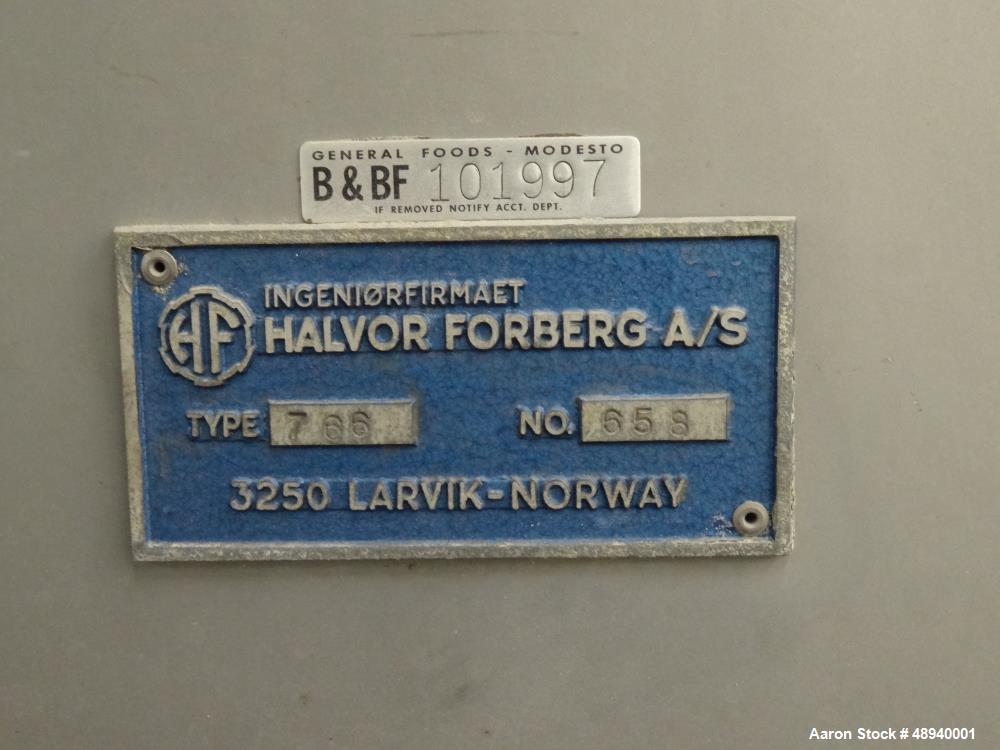 GENERAL FOODS - MODESTO
B & BF 101997
IF REMOVED NOTIFY ACCT. DEPT.
HF
INGENIØRFIRMAET
HALVOR FORBERG A/S
TYPE 766 NO. 658
3250 LARVIK-NORWAY
Aaron Stock # 48940001